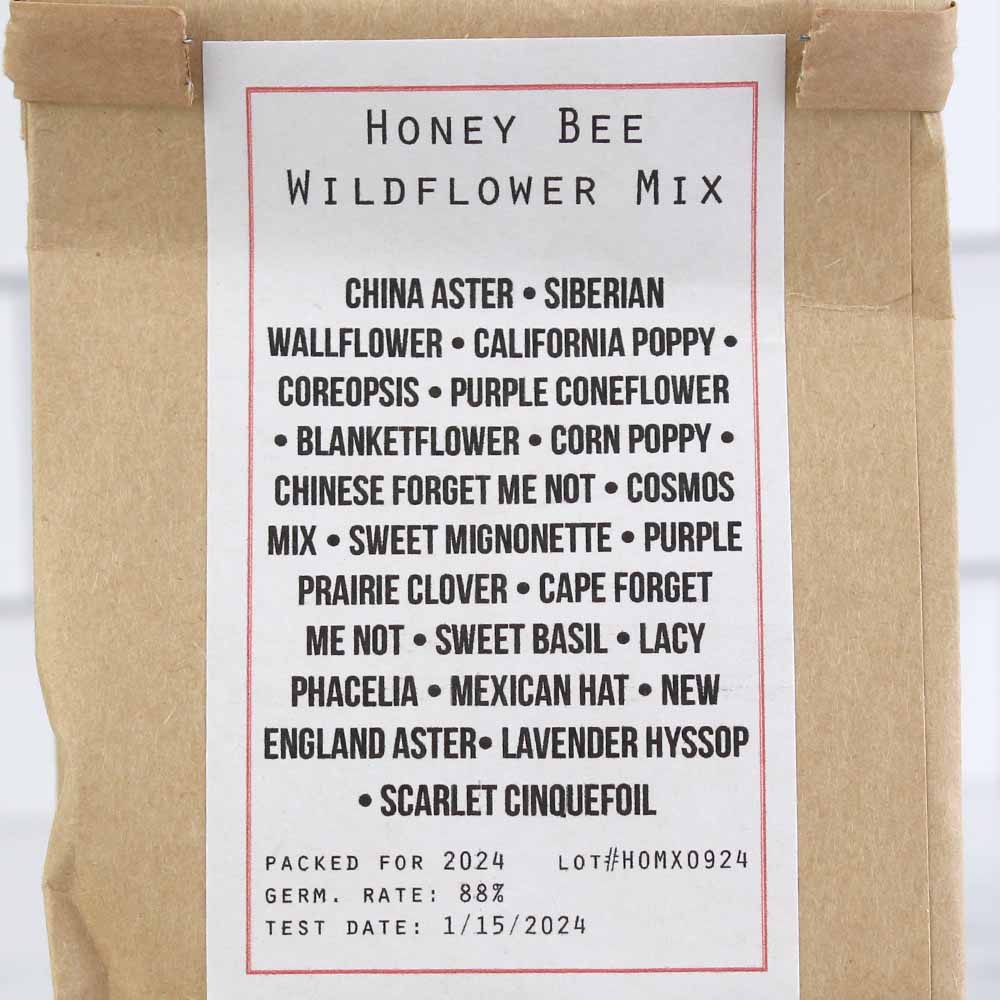 Honey Bee
Wildflower Mix
CHINA ASTER • SIBERIAN
WALLFLOWER • CALIFORNIA POPPY •
COREOPSIS • PURPLE CONEFLOWER
• BLANKETFLOWER • CORN POPPY •
CHINESE FORGET ME NOT • COSMOS
MIX • SWEET MIGNONETTE • PURPLE
PRAIRIE CLOVER • CAPE FORGET
ME NOT • SWEET BASIL • LACY
PHACELIA • MEXICAN HAT • NEW
ENGLAND ASTER• LAVENDER HYSSOP
• SCARLET CINQUEFOIL
PACKED FOR 2024 LOT#HOMX0924
GERM. RATE: 88%
TEST DATE: 1/15/2024